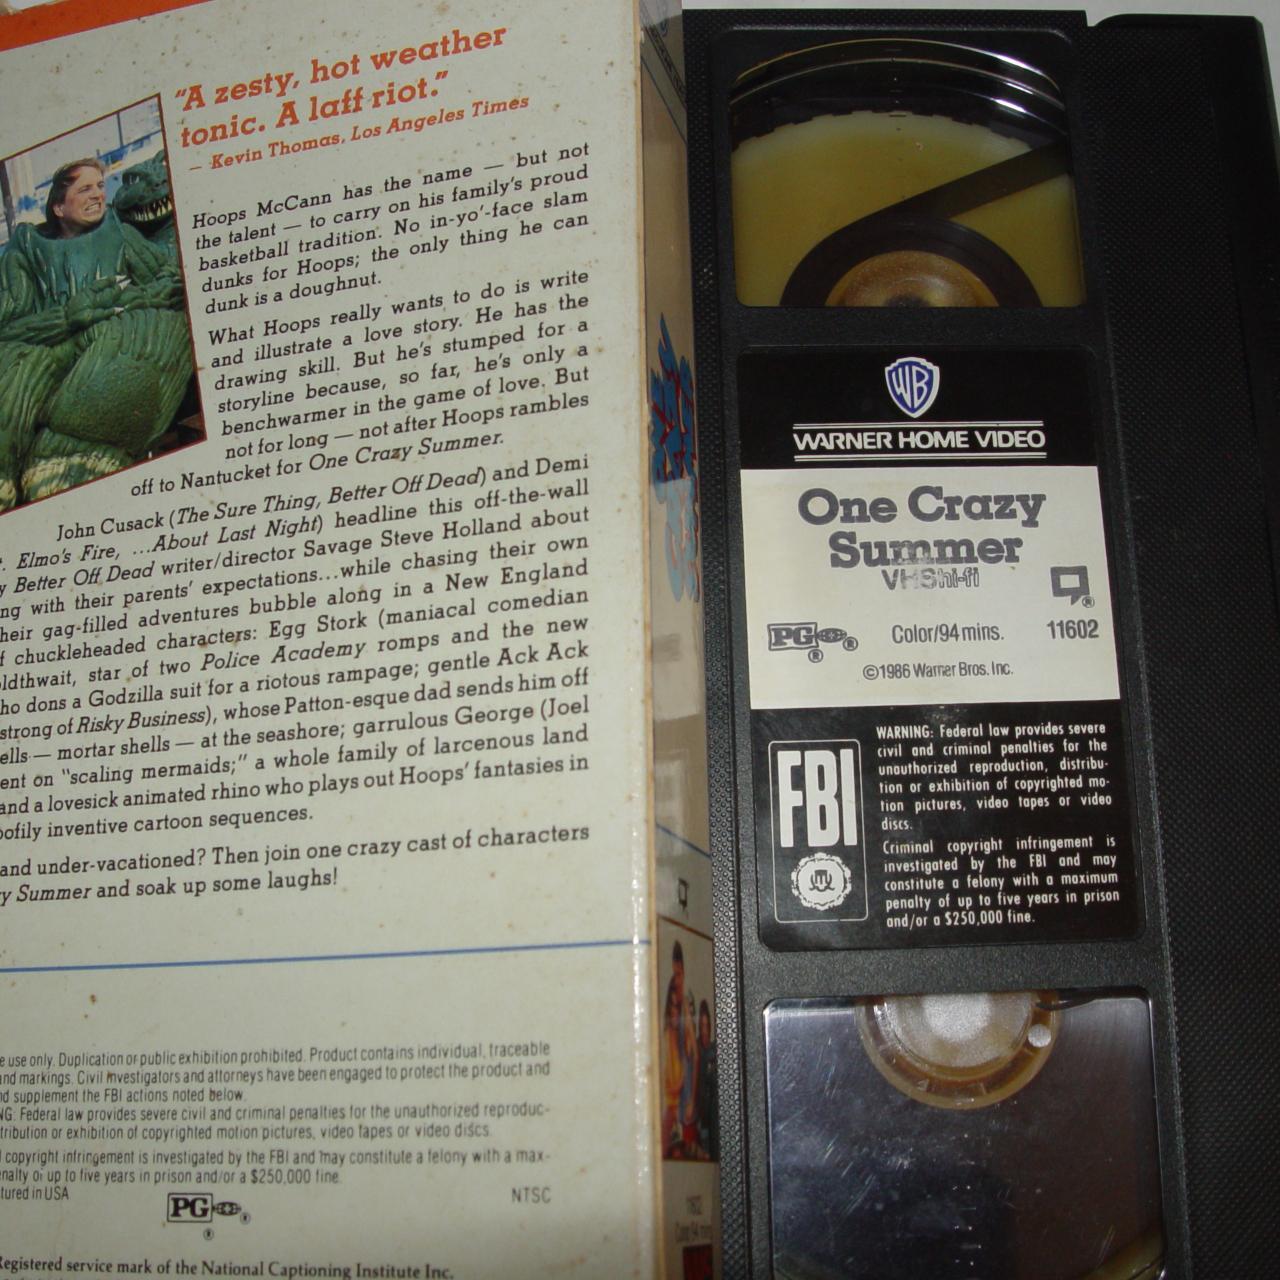 "A zesty, hot weather
tonic. A laff riot."
— Kevin Thomas, Los Angeles Times
Hoops McCann has the name — but not
the talent — to carry on his family's proud
basketball tradition. No in-yo'-face slam
dunks for Hoops; the only thing he can
dunk is a doughnut.
What Hoops really wants to do is write
and illustrate a love story. He has the
drawing skill. But he's stumped for a
storyline because, so far, he's only a
benchwarmer in the game of love. But
not for long — not after Hoops rambles
off to Nantucket for One Crazy Summer.
John Cusack (The Sure Thing, Better Off Dead) and Demi
Elmo's Fire, ...About Last Night) headline this off-the-wall
y Better Off Dead writer/director Savage Steve Holland about
ng with their parents' expectations...while chasing their own
heir gag-filled adventures bubble along in a New England
f chuckleheaded characters: Egg Stork (maniacal comedian
oldthwait, star of two Police Academy romps and the new
ho dons a Godzilla suit for a riotous rampage; gentle Ack Ack
strong of Risky Business), whose Patton-esque dad sends him off
ells — mortar shells — at the seashore; garrulous George (Joel
ent on "scaling mermaids;" a whole family of larcenous land
and a lovesick animated rhino who plays out Hoops' fantasies in
oofily inventive cartoon sequences.
and under-vacationed? Then join one crazy cast of characters
y Summer and soak up some laughs!
e use only. Duplication or public exhibition prohibited. Product contains individual, traceable
nd markings. Civil investigators and attorneys have been engaged to protect the product and
nd supplement the FBI actions noted below.
NG: Federal law provides severe civil and criminal penalties for the unauthorized reproduc-
tribution or exhibition of copyrighted motion pictures, video tapes or video discs.
l copyright infringement is investigated by the FBI and may constitute a felony with a max-
enalty of up to five years in prison and/or a $250,000 fine.
tured in USA
PG ®
®
NTSC
Registered service mark of the National Captioning Institute Inc.
WB
WARNER HOME VIDEO
One Crazy
Summer
VHS hi-fi
®
PG ®
®
Color/94 mins. 11602
©1986 Warner Bros. Inc.
FBI
WARNING: Federal law provides severe
civil and criminal penalties for the
unauthorized reproduction, distribu-
tion or exhibition of copyrighted mo-
tion pictures, video tapes or video
discs.
Criminal copyright infringement is
investigated by the FBI and may
constitute a felony with a maximum
penalty of up to five years in prison
and/or a $250,000 fine.